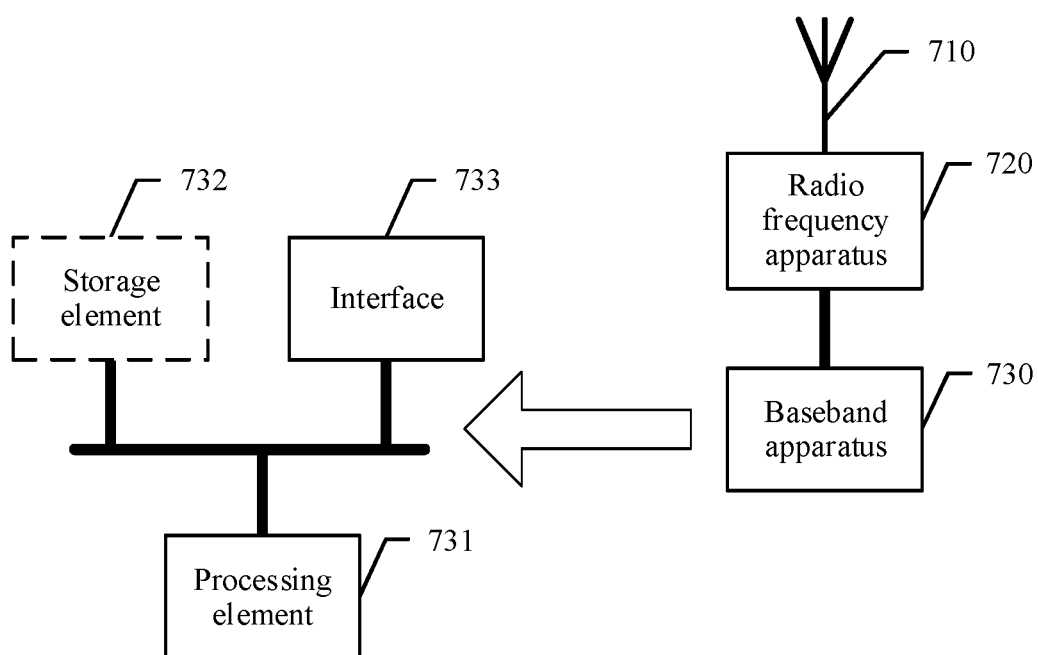 710
720
Radio
frequency
apparatus
732
733
Storage
element
Interface
730
Baseband
apparatus
731
Processing
element